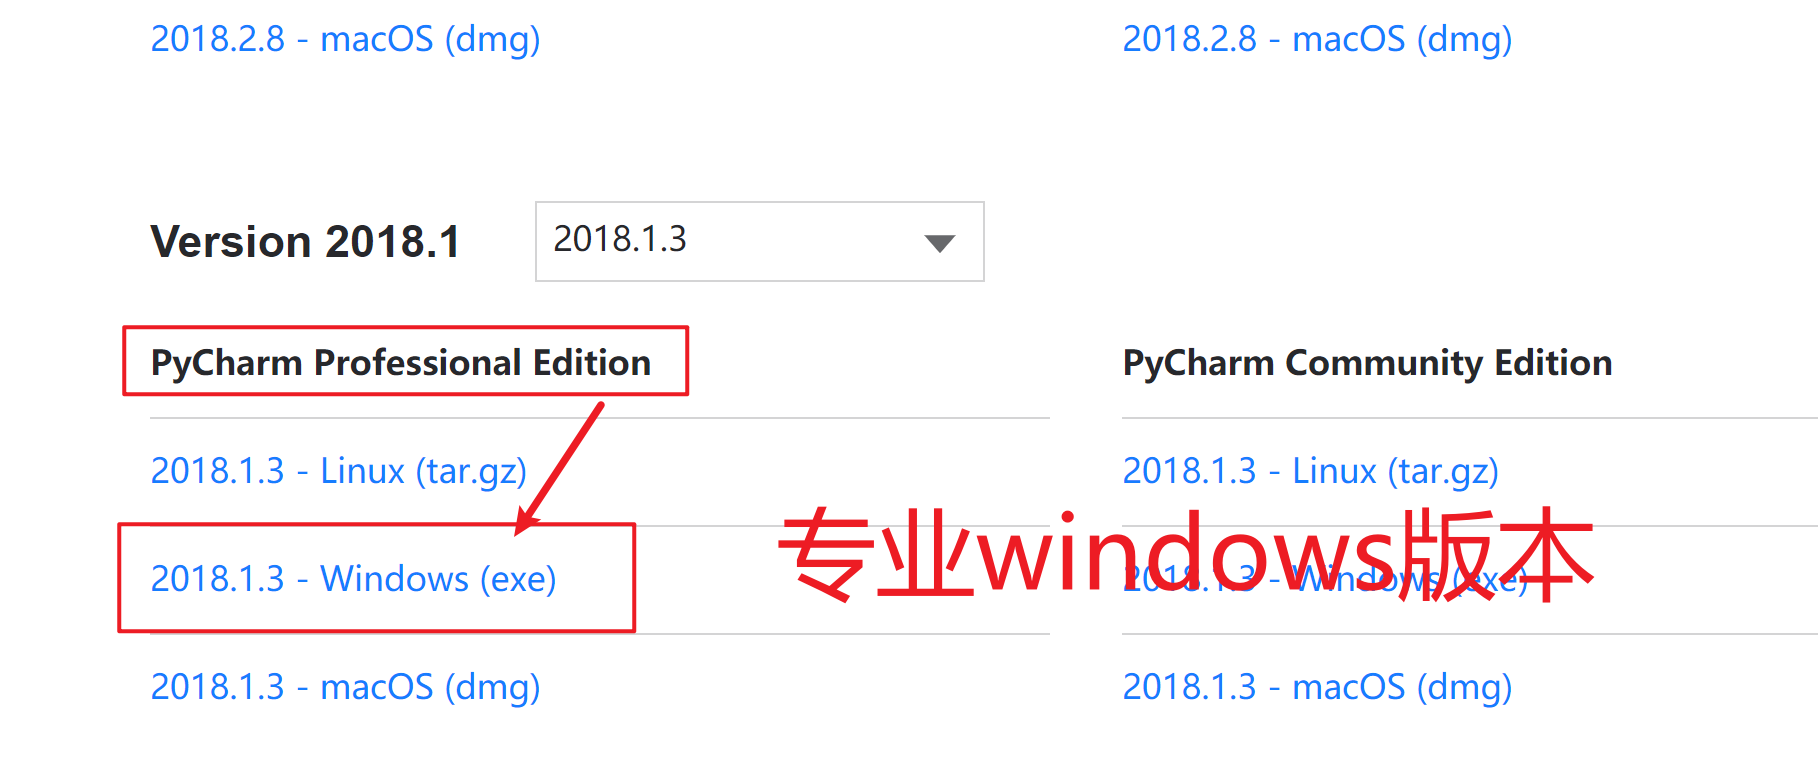 2018.2.8 - macOS (dmg)
2018.2.8 - macOS (dmg)
Version 2018.1
2018.1.3
PyCharm Professional Edition
PyCharm Community Edition
2018.1.3 - Linux (tar.gz)
2018.1.3 - Linux (tar.gz)
专业windows版本
2018.1.3 - Windows (exe)
2018.1.3 - Windows (exe)
2018.1.3 - macOS (dmg)
2018.1.3 - macOS (dmg)